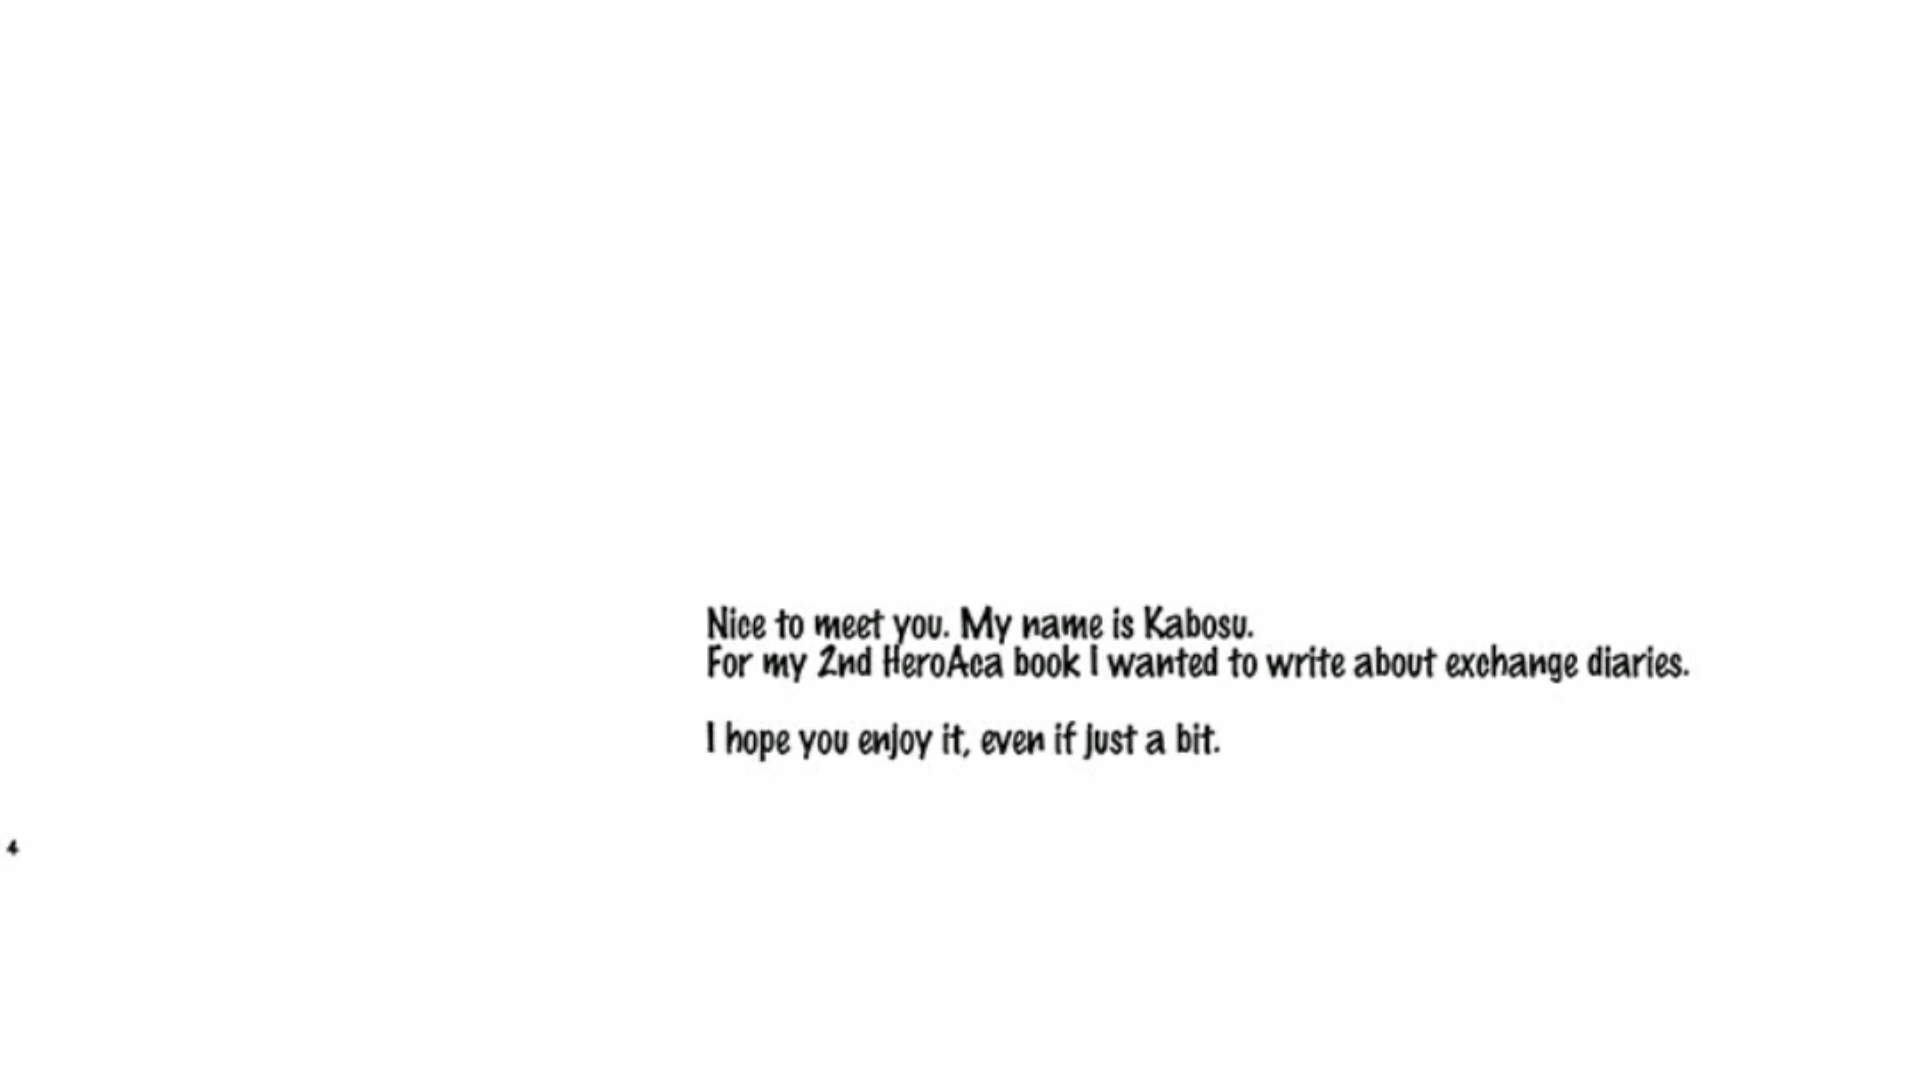 Nice to meet you. My name is Kabosu.
For my 2nd HeroAca book I wanted to write about exchange diaries.
I hope you enjoy it, even if just a bit.
4